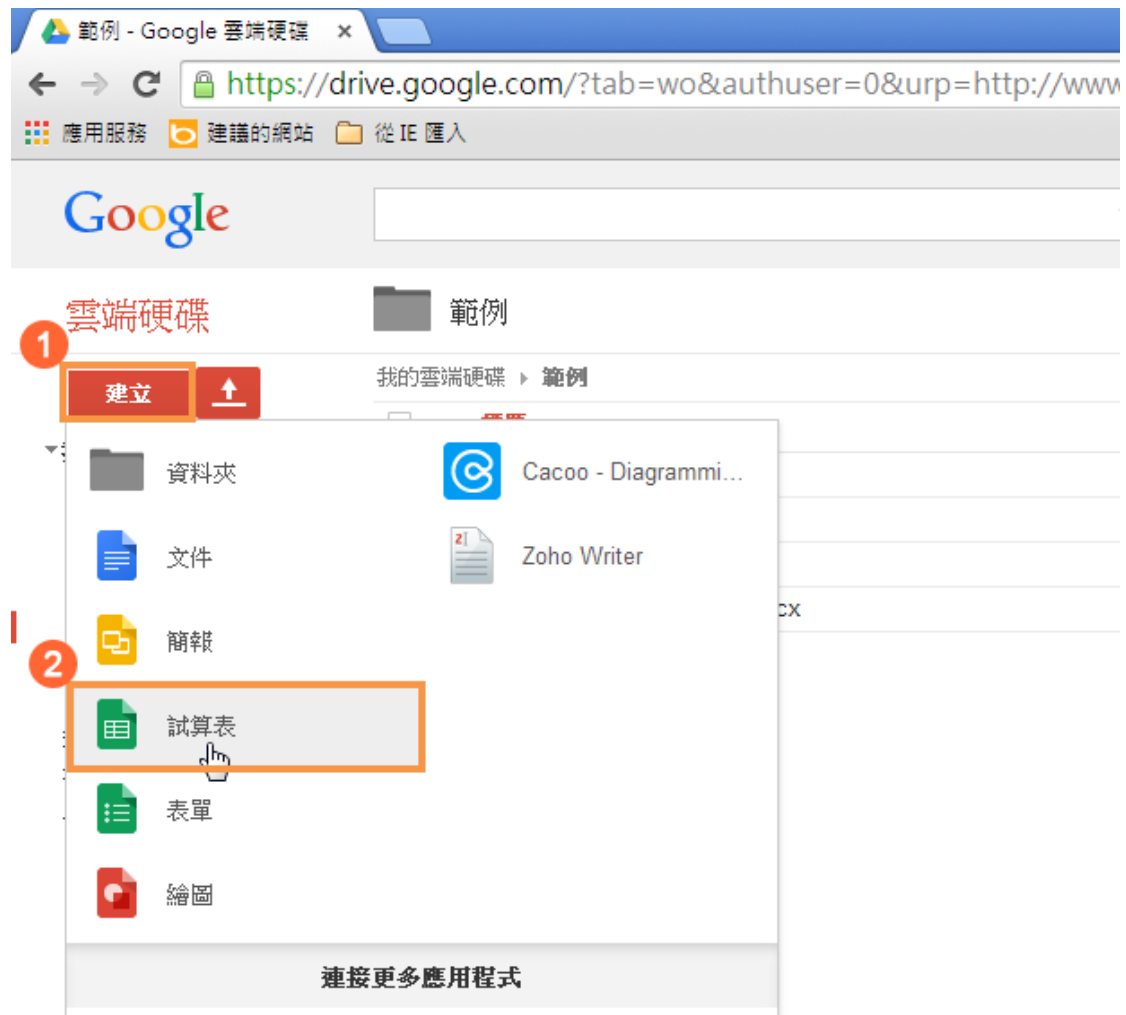 範例 - Google 雲端硬碟
https://drive.google.com/?tab=wo&authuser=0&urp=http://www
應用服務 建議的網站 從 IE 匯入
Google
雲端硬碟 範例
1
建立 我的雲端硬碟 範例
標題
資料夾 Cacoo - Diagrammi...
文件 Zoho Writer
cx
簡報
2
試算表
表單
繪圖
連接更多應用程式